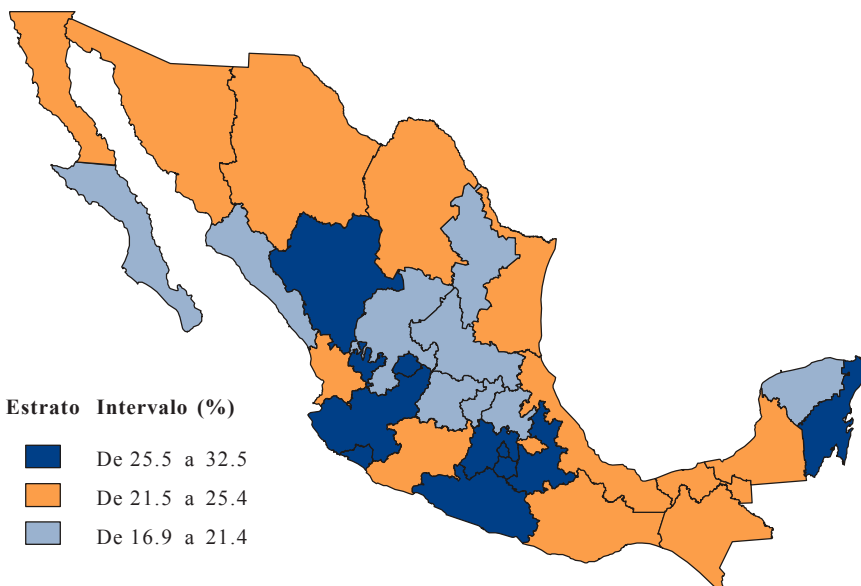 Estrato Intervalo (%)
De 25.5 a 32.5
De 21.5 a 25.4
De 16.9 a 21.4